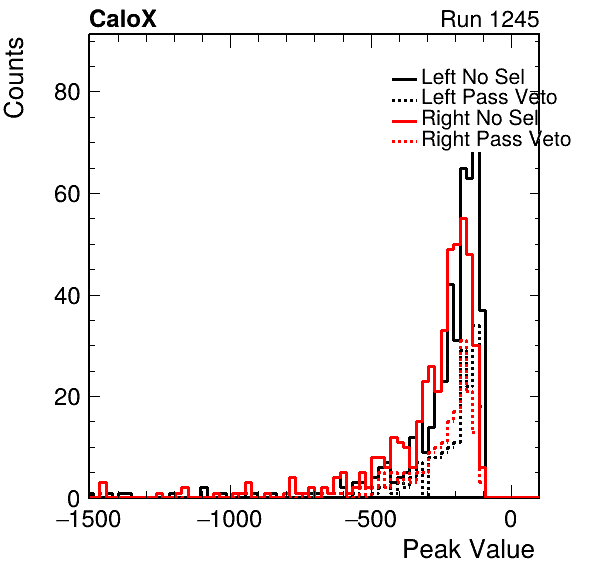 CaloX Run 1245
Counts
Left No Sel
Left Pass Veto
Right No Sel
Right Pass Veto
80
60
40
20
0
−1500 −1000 −500 0
Peak Value